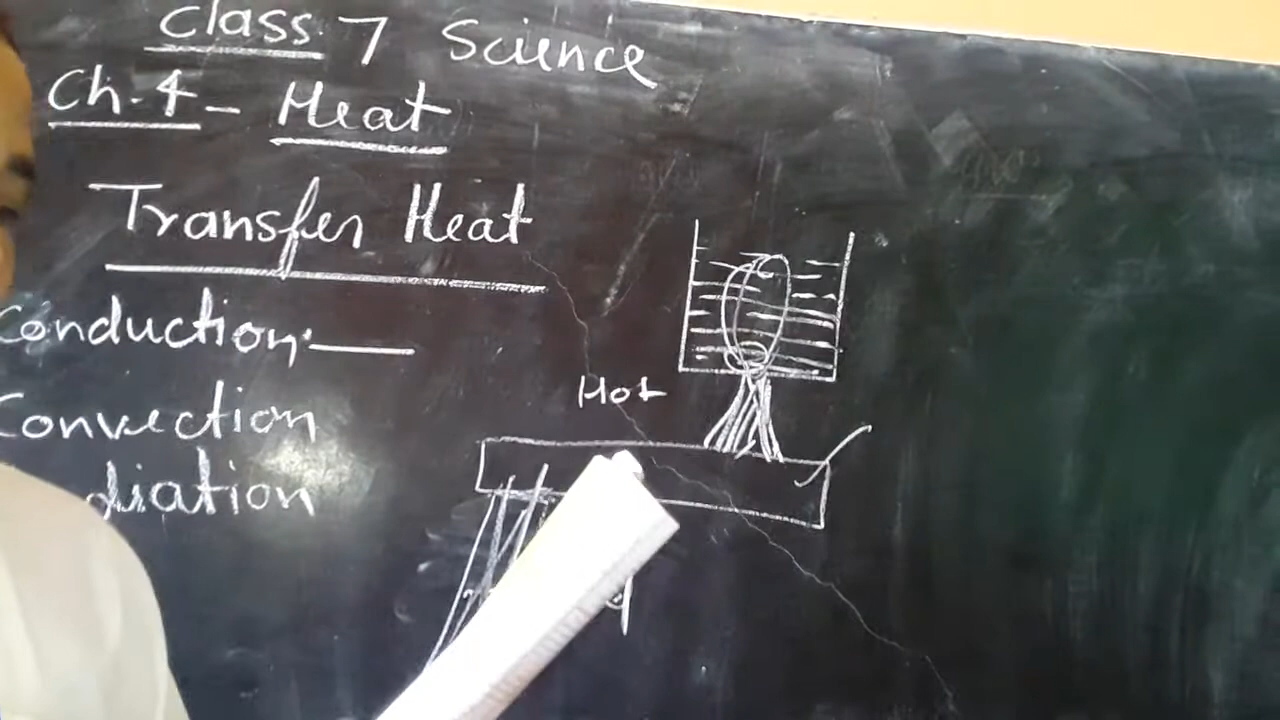 Class 7 Science
Ch-4 - Heat
Transfer Heat
Conduction:—
Convection
diation
Hot